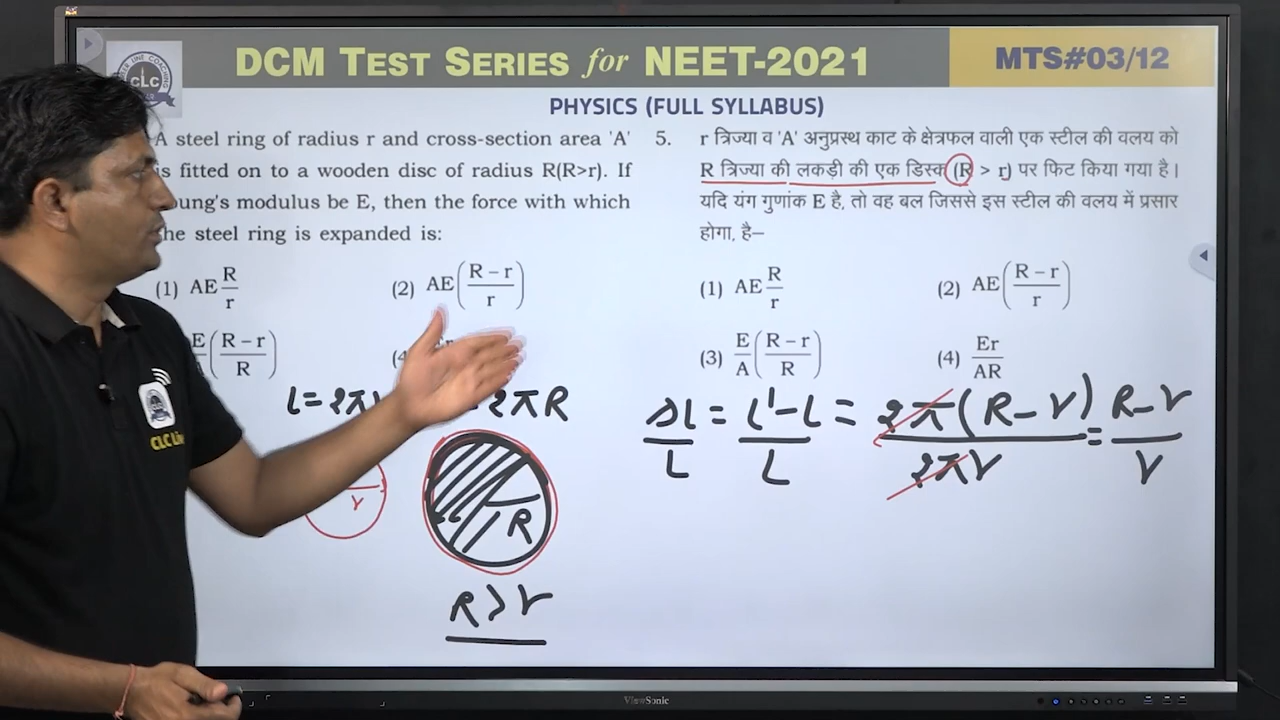 DCM TEST SERIES for NEET-2021
MTS#03/12
CLC
PHYSICS (FULL SYLLABUS)
A steel ring of radius r and cross-section area 'A'
is fitted on to a wooden disc of radius R(R>r). If
ung's modulus be E, then the force with which
he steel ring is expanded is:
(1) AE R/r
(2) AE((R – r)/r)
E ((R – r)/R)
5. r त्रिज्या व 'A' अनुप्रस्थ काट के क्षेत्रफल वाली एक स्टील की वलय को
R त्रिज्या की लकड़ी की एक डिस्क (R > r) पर फिट किया गया है।
यदि यंग गुणांक E है, तो वह बल जिससे इस स्टील की वलय में प्रसार
होगा, है–
(1) AE R/r
(2) AE((R – r)/r)
(3) E/A((R – r)/R)
(4) Er/AR
L = 2π
2πR
r
R
R > r
ΔL/L = (L' – L)/L = 2π(R – r)/2πr = (R – r)/r
CLC Li
ViewSonic